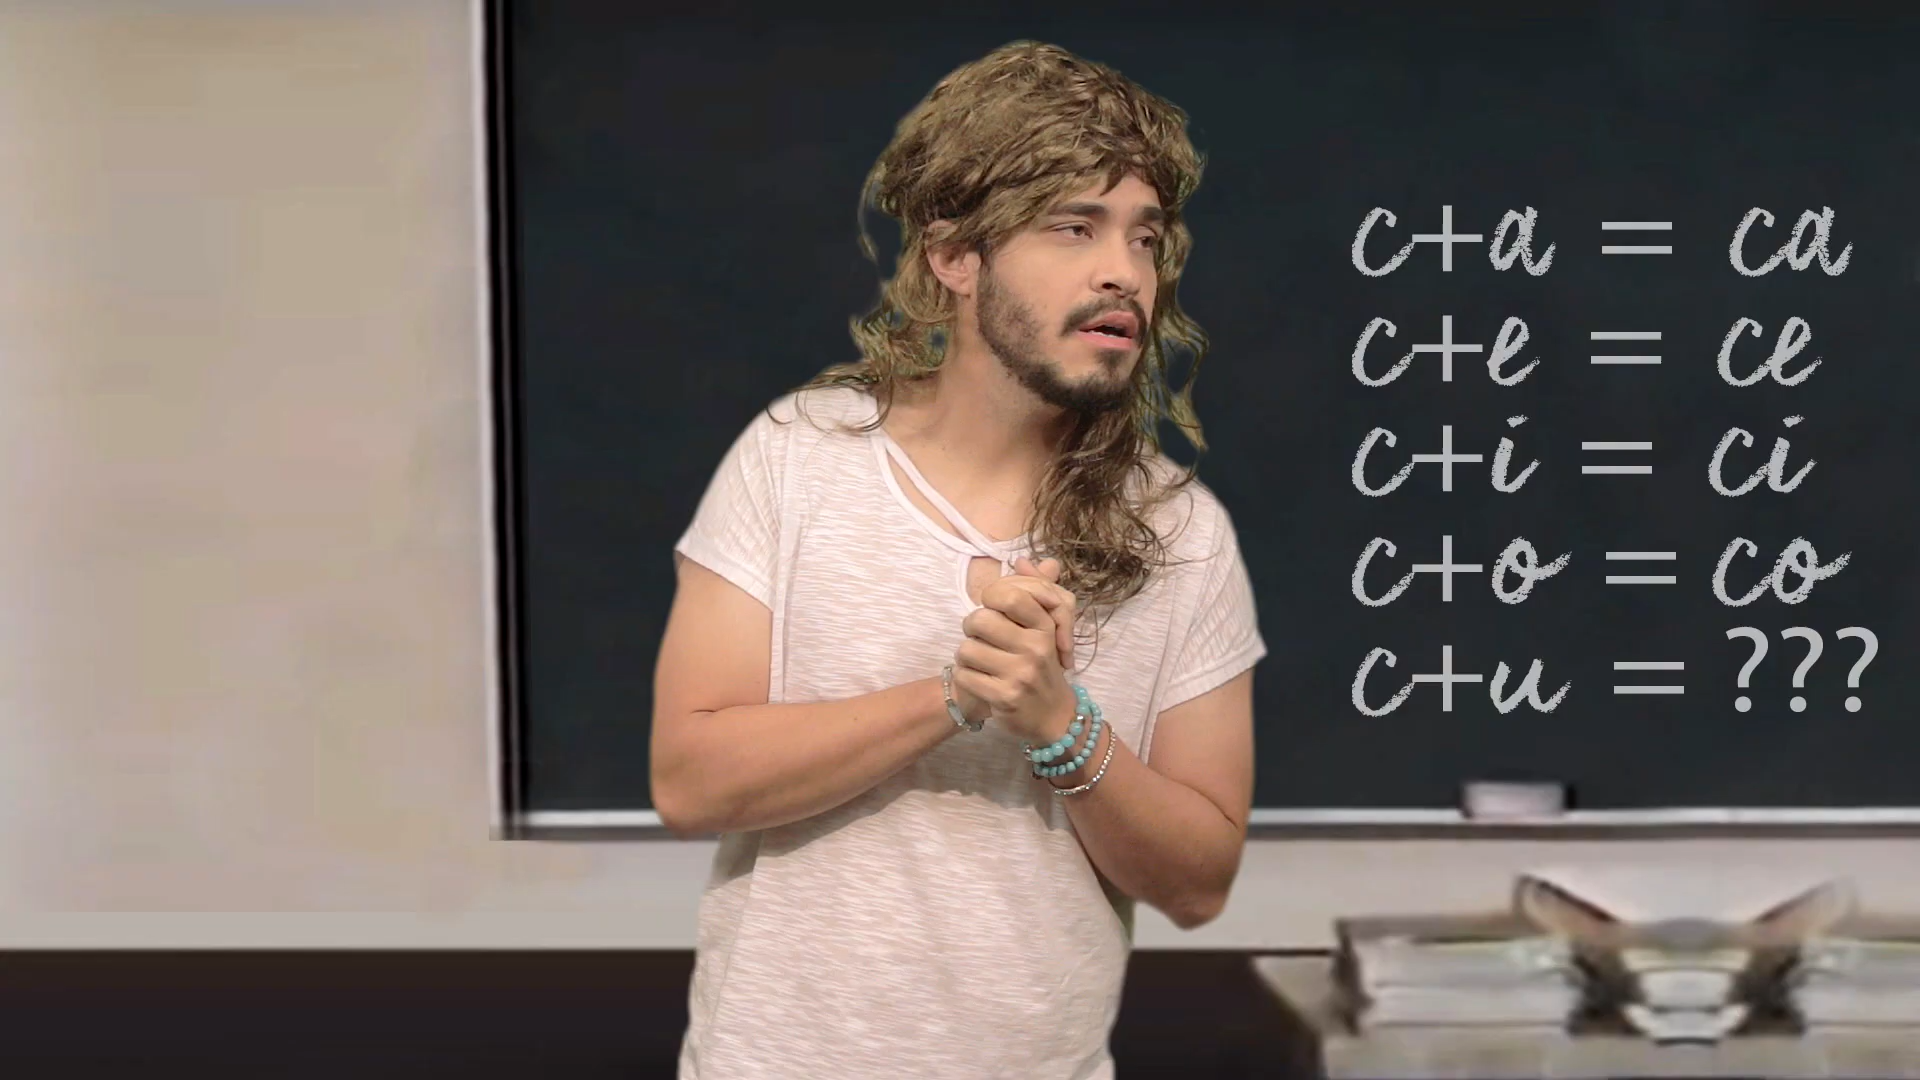 c+a = ca
c+e = ce
c+i = ci
c+o = co
c+u = ???